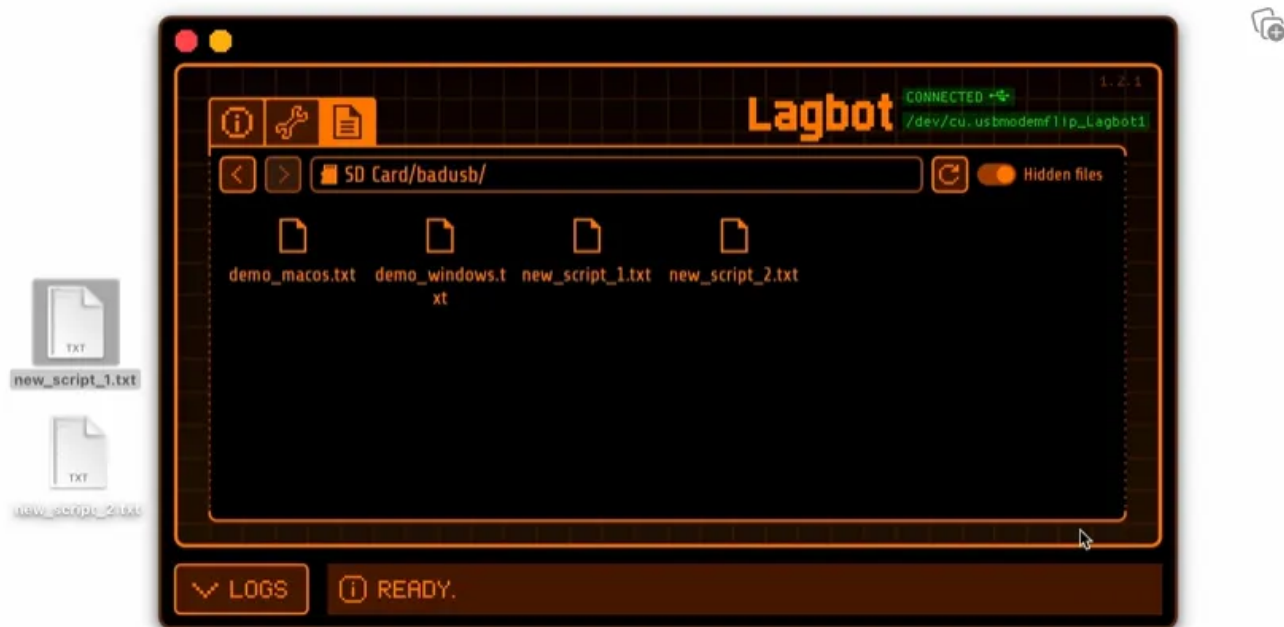 1.2.1
Lagbot
CONNECTED
/dev/cu.usbmodemflip_Lagbot1
SD Card/badusb/
Hidden files
demo_macos.txt
demo_windows.t
xt
new_script_1.txt
new_script_2.txt
TXT
new_script_1.txt
TXT
new_script_2.txt
LOGS
READY.